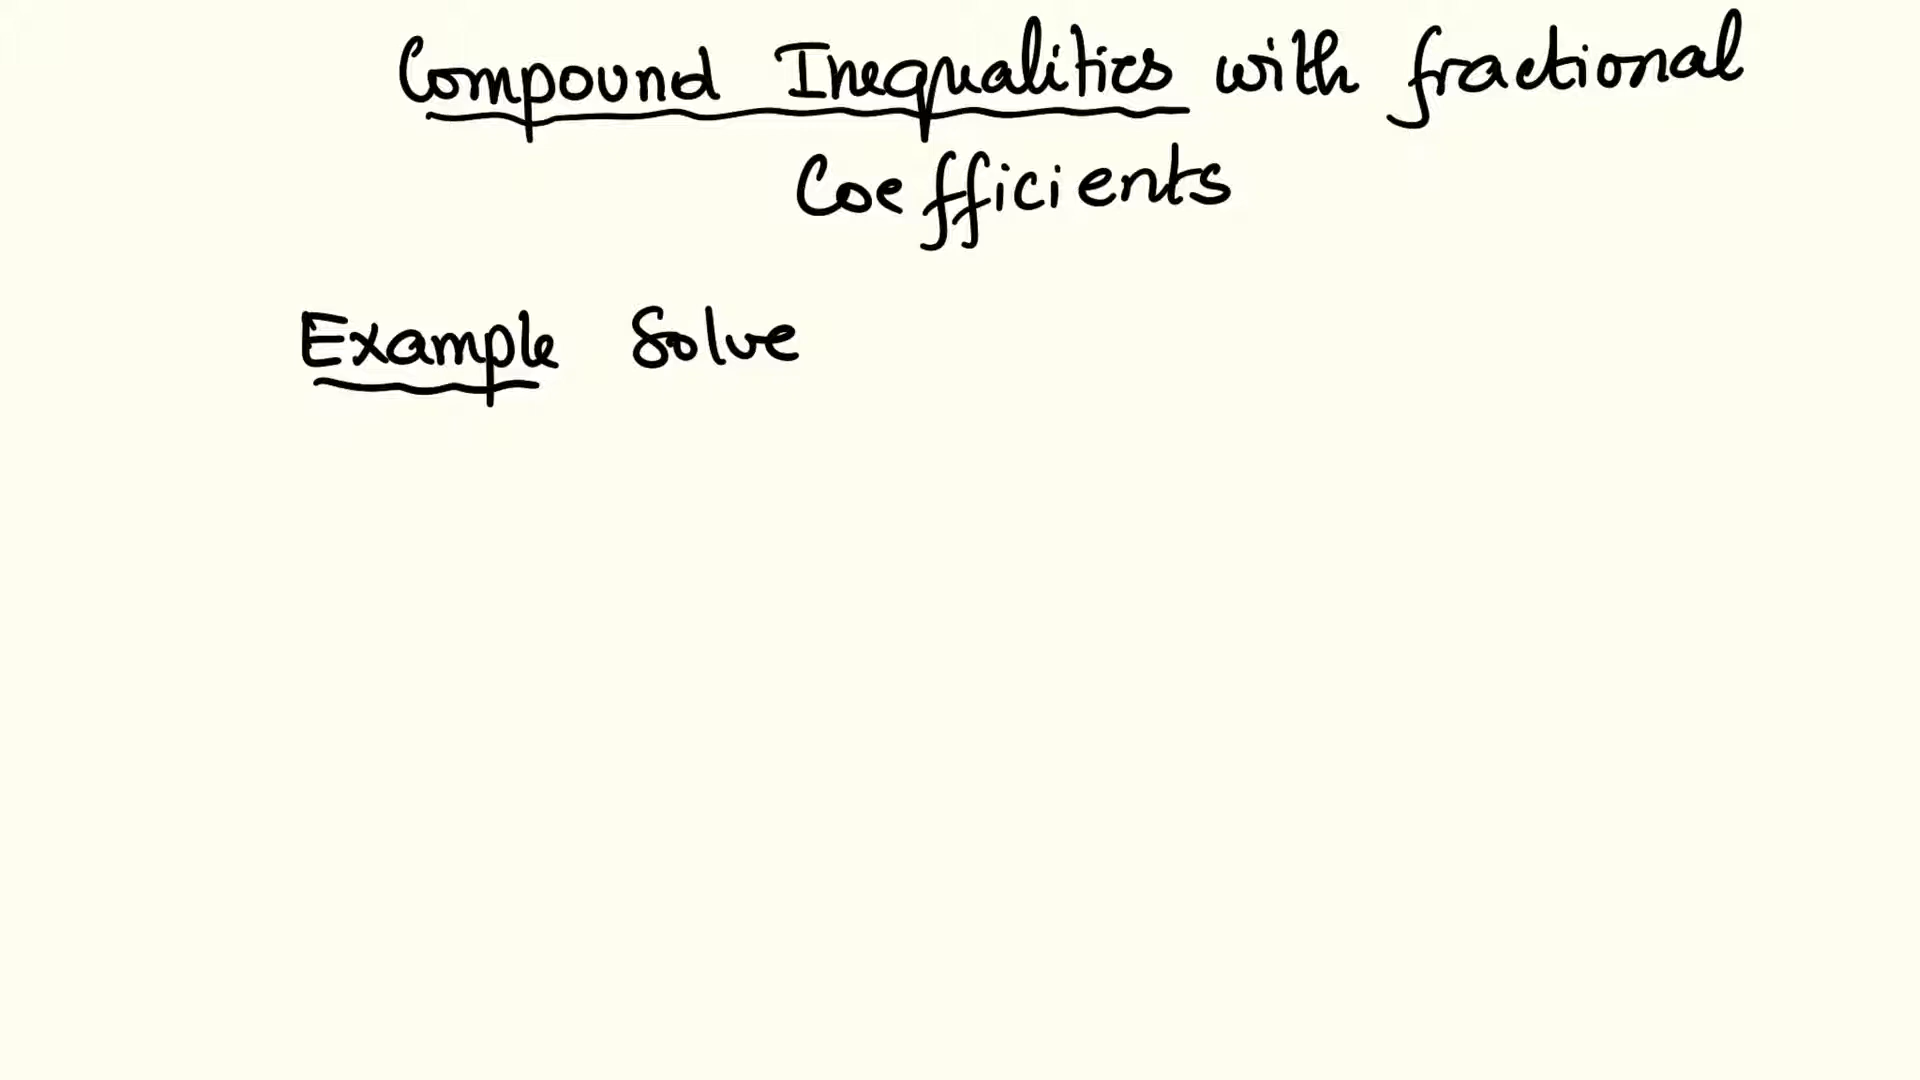 Compound Inequalities with fractional
Coefficients
Example Solve